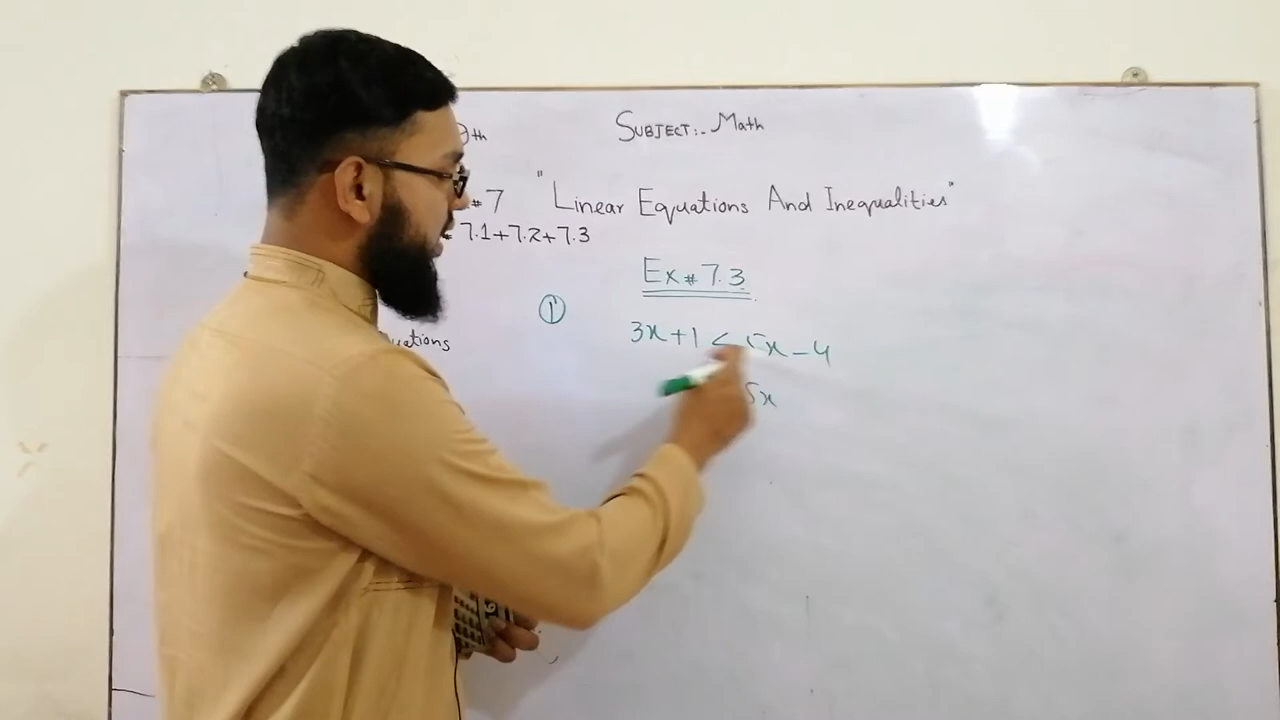 9th
SUBJECT:- Math
#7 "Linear Equations And Inequalities"
7.1+7.2+7.3
Ex#7.3
①
3x+1 < 5x-4
5x